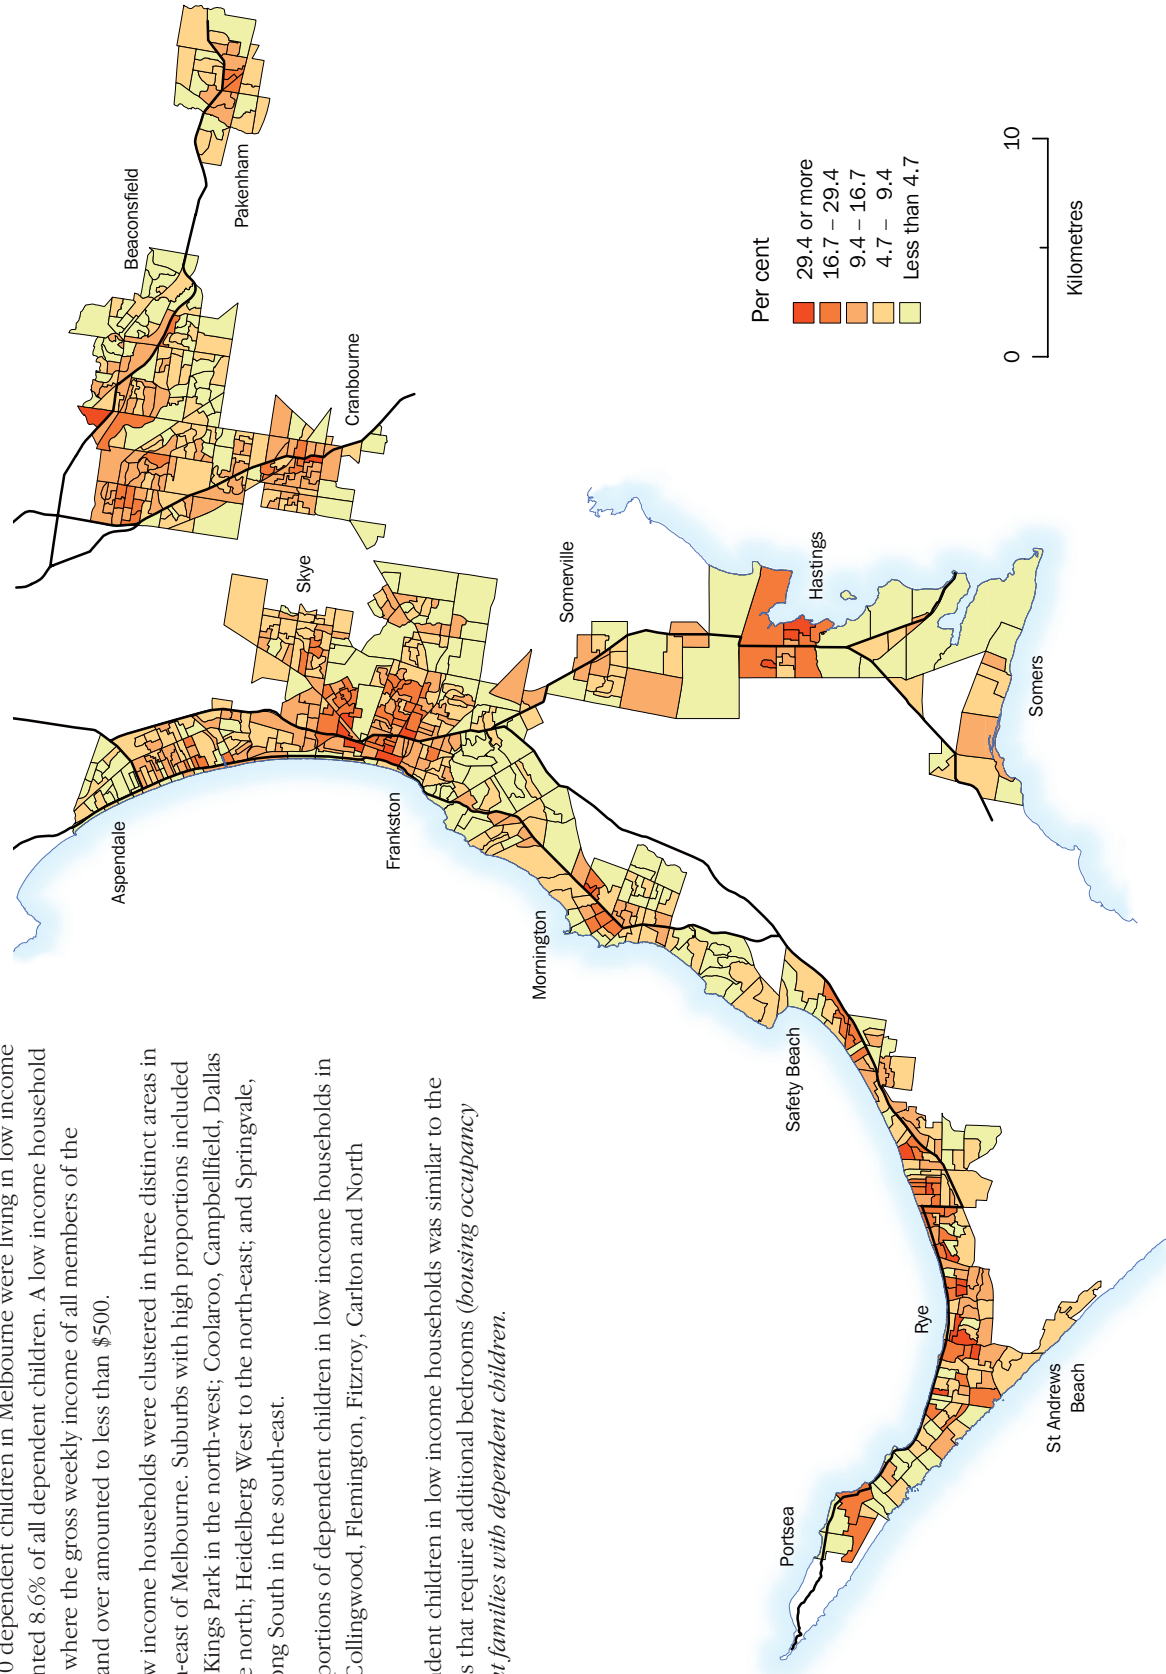 0 dependent children in Melbourne were living in low income
nted 8.6% of all dependent children. A low income household
where the gross weekly income of all members of the
and over amounted to less than $500.
w income households were clustered in three distinct areas in
-east of Melbourne. Suburbs with high proportions included
Kings Park in the north-west; Coolaroo, Campbellfield, Dallas
e north; Heidelberg West to the north-east; and Springvale,
ong South in the south-east.
portions of dependent children in low income households in
Collingwood, Flemington, Fitzroy, Carlton and North
dent children in low income households was similar to the
s that require additional bedrooms (housing occupancy
et families with dependent children.
Portsea
St Andrews
Beach
Rye
Safety Beach
Mornington
Aspendale
Frankston
Somers
Somerville
Hastings
Skye
Cranbourne
Beaconsfield
Pakenham
Per cent
29.4 or more
16.7 – 29.4
9.4 – 16.7
4.7 – 9.4
Less than 4.7
0 10
Kilometres